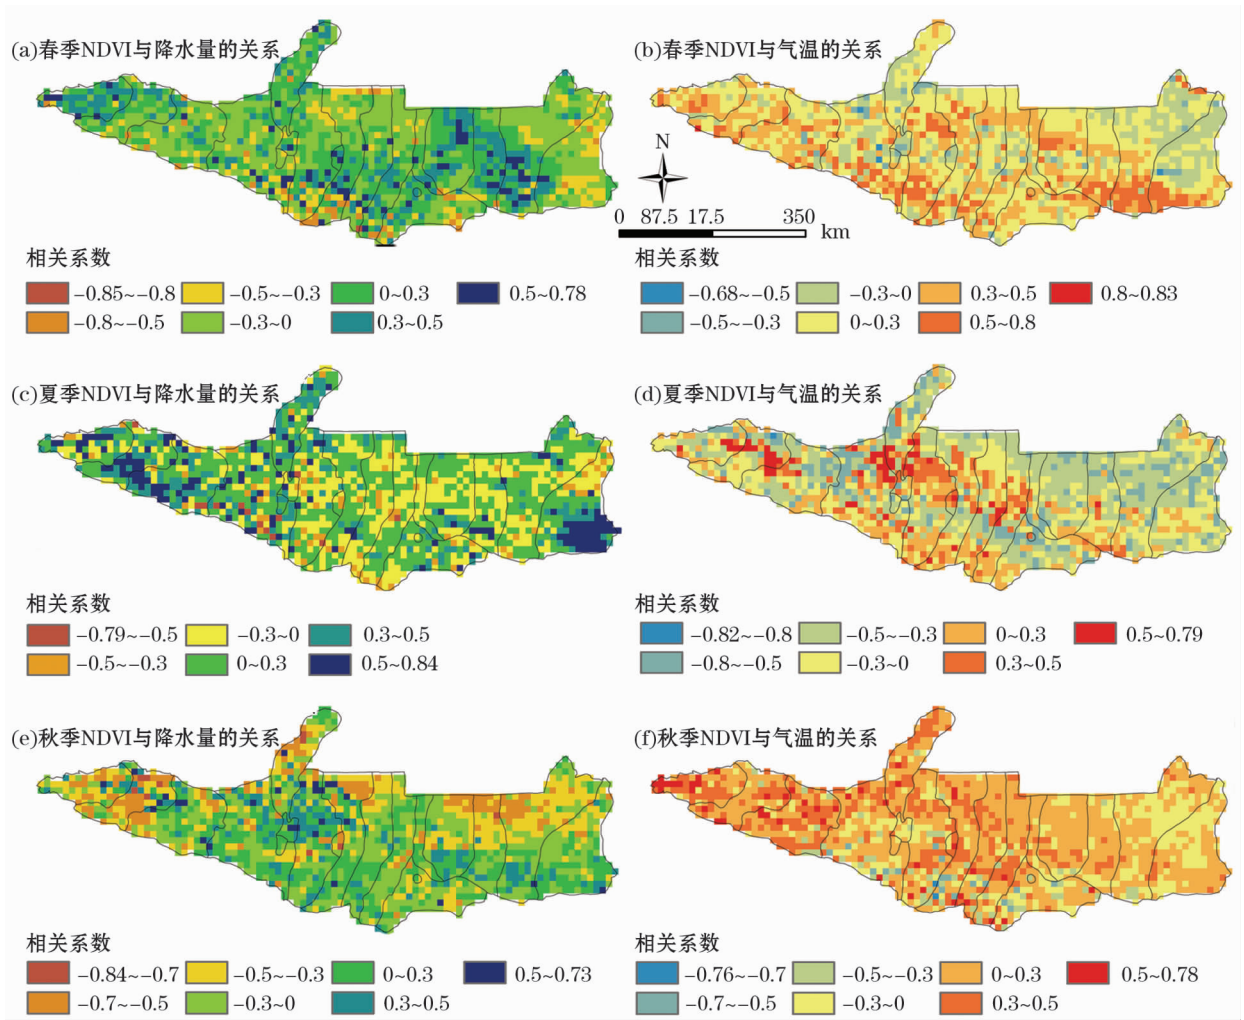 (a)春季NDVI与降水量的关系
(b)春季NDVI与气温的关系
N
0 87.5 17.5 350 km
相关系数
-0.85~-0.8 -0.5~-0.3 0~0.3 0.5~0.78
-0.8~-0.5 -0.3~0 0.3~0.5
相关系数
-0.68~-0.5 -0.3~0 0.3~0.5 0.8~0.83
-0.5~-0.3 0~0.3 0.5~0.8
(c)夏季NDVI与降水量的关系
(d)夏季NDVI与气温的关系
相关系数
-0.79~-0.5 -0.3~0 0.3~0.5
-0.5~-0.3 0~0.3 0.5~0.84
相关系数
-0.82~-0.8 -0.5~-0.3 0~0.3 0.5~0.79
-0.8~-0.5 -0.3~0 0.3~0.5
(e)秋季NDVI与降水量的关系
(f)秋季NDVI与气温的关系
相关系数
-0.84~-0.7 -0.5~-0.3 0~0.3 0.5~0.73
-0.7~-0.5 -0.3~0 0.3~0.5
相关系数
-0.76~-0.7 -0.5~-0.3 0~0.3 0.5~0.78
-0.7~-0.5 -0.3~0 0.3~0.5